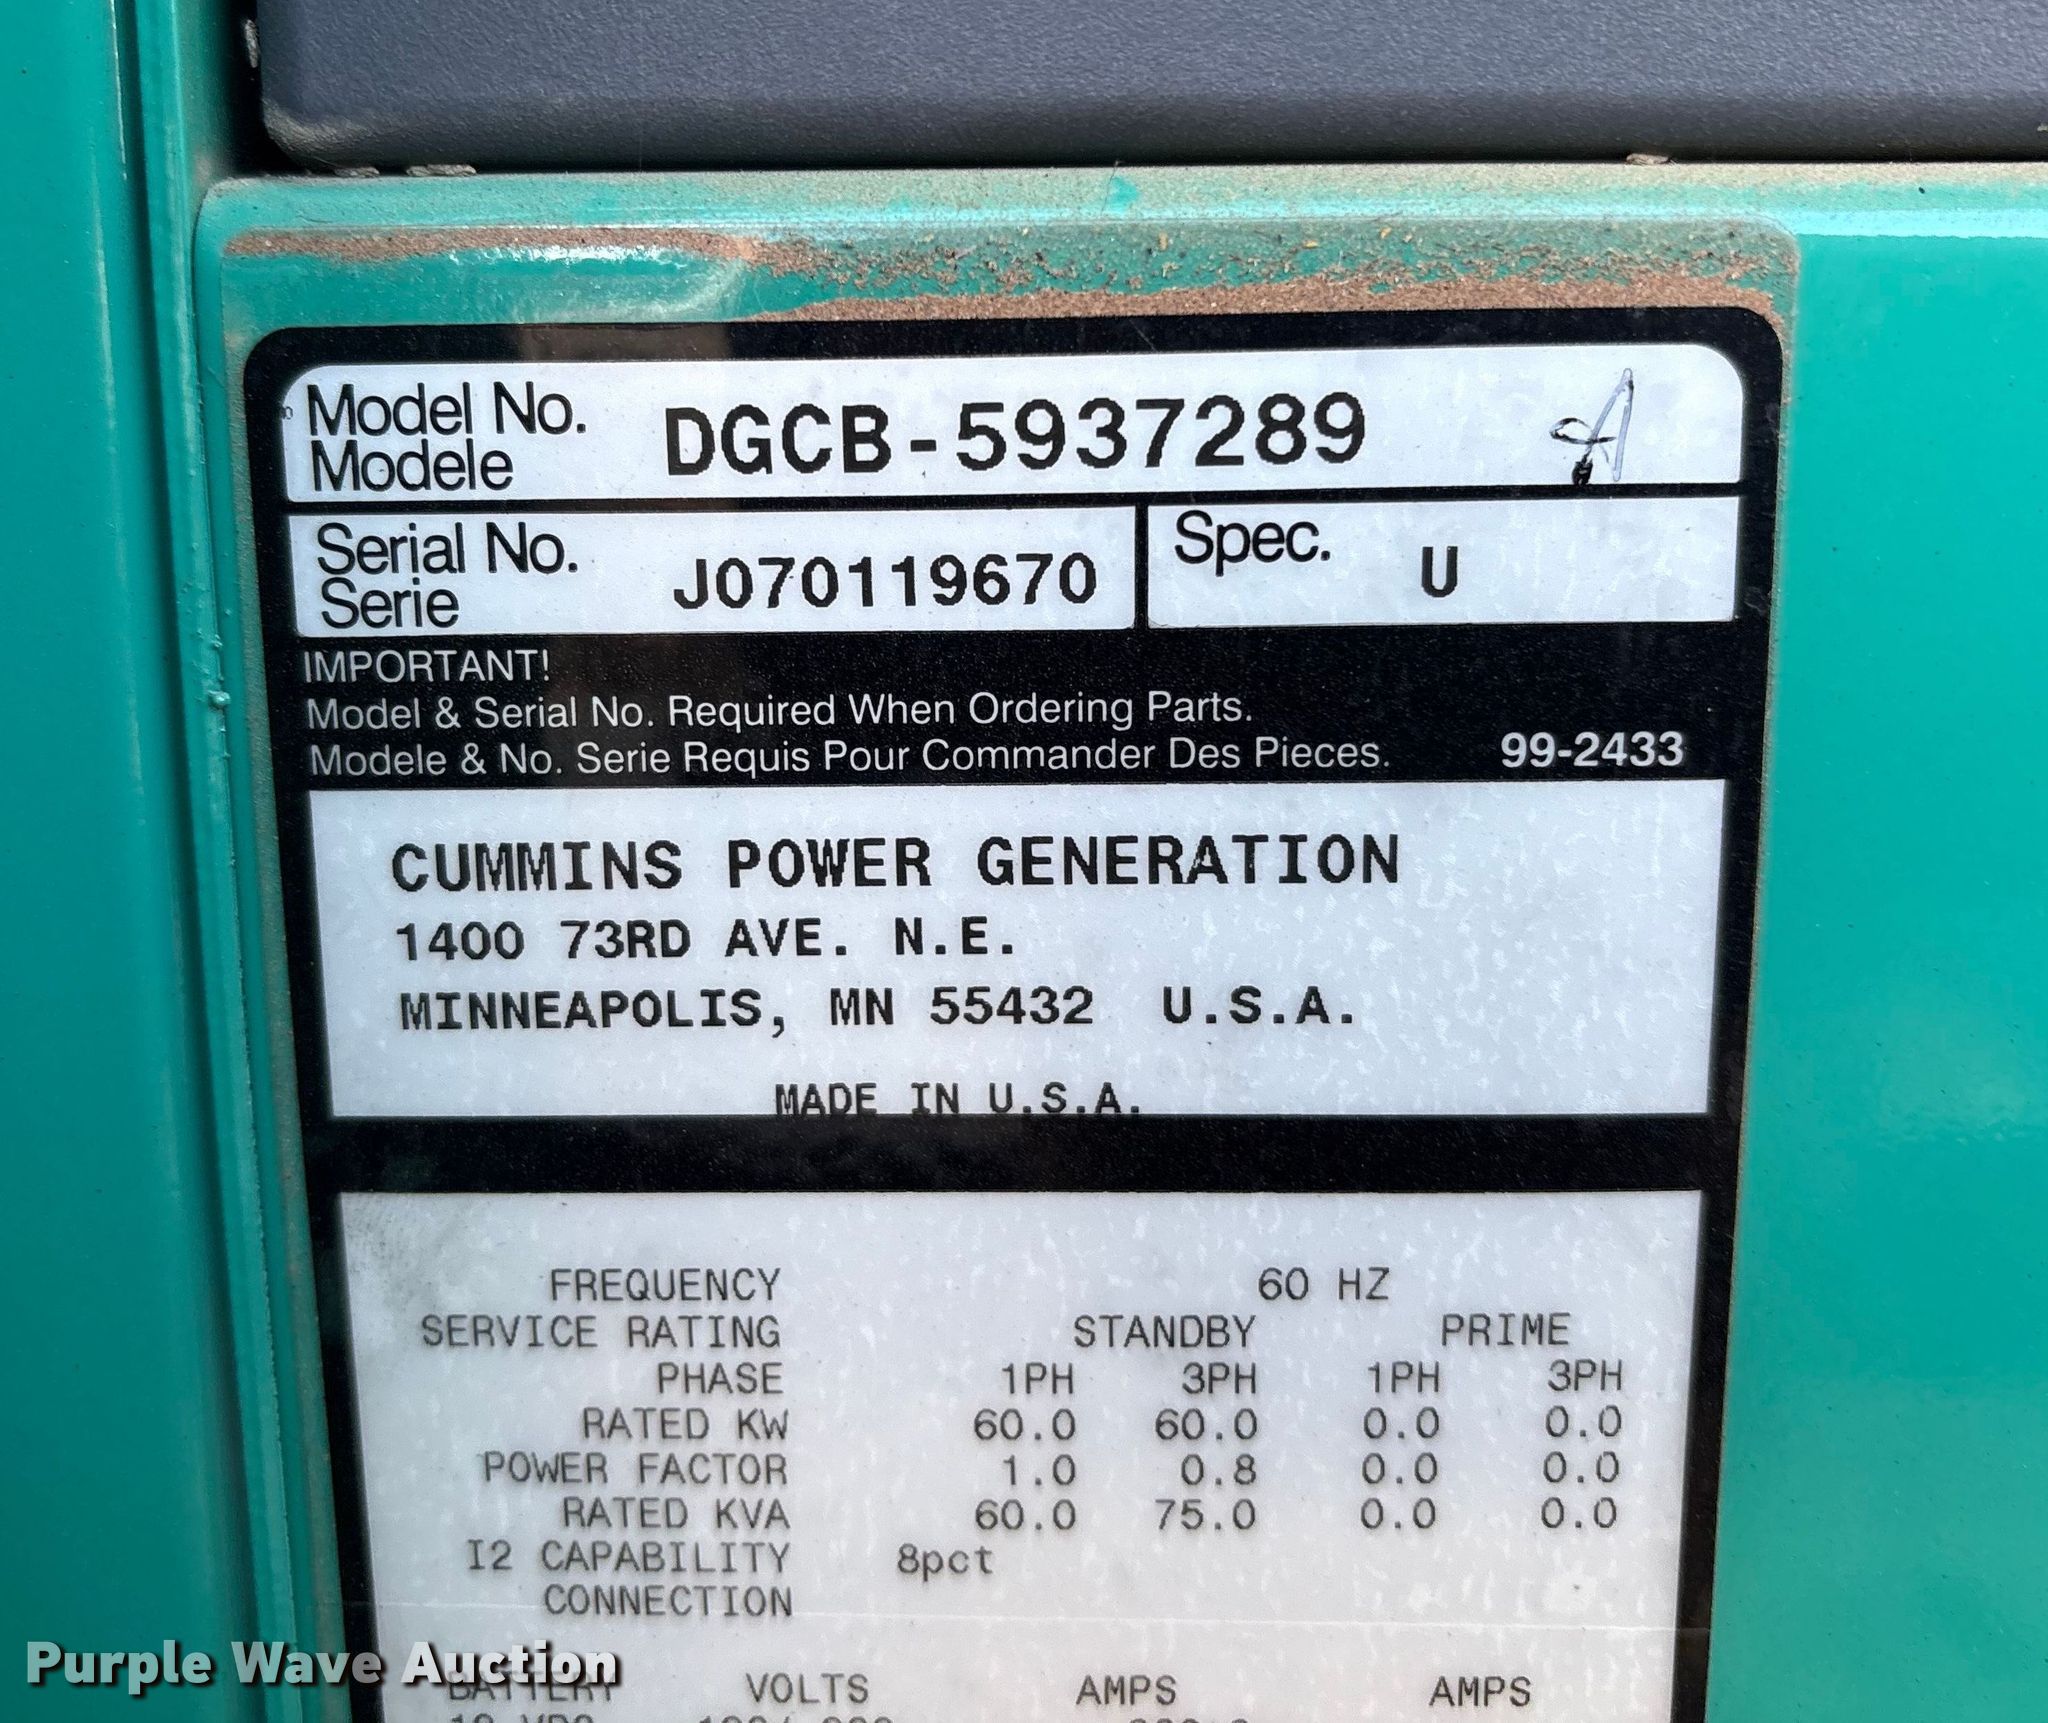 Model No.
Modele
DGCB-5937289
A
Serial No.
Serie
J070119670
Spec. U
IMPORTANT!
Model & Serial No. Required When Ordering Parts.
Modele & No. Serie Requis Pour Commander Des Pieces. 99-2433
CUMMINS POWER GENERATION
1400 73RD AVE. N.E.
MINNEAPOLIS, MN 55432 U.S.A.
MADE IN U.S.A.
FREQUENCY 60 HZ
SERVICE RATING STANDBY PRIME
PHASE 1PH 3PH 1PH 3PH
RATED KW 60.0 60.0 0.0 0.0
POWER FACTOR 1.0 0.8 0.0 0.0
RATED KVA 60.0 75.0 0.0 0.0
I2 CAPABILITY 8pct
CONNECTION
Purple Wave Auction
BATTERY VOLTS AMPS AMPS